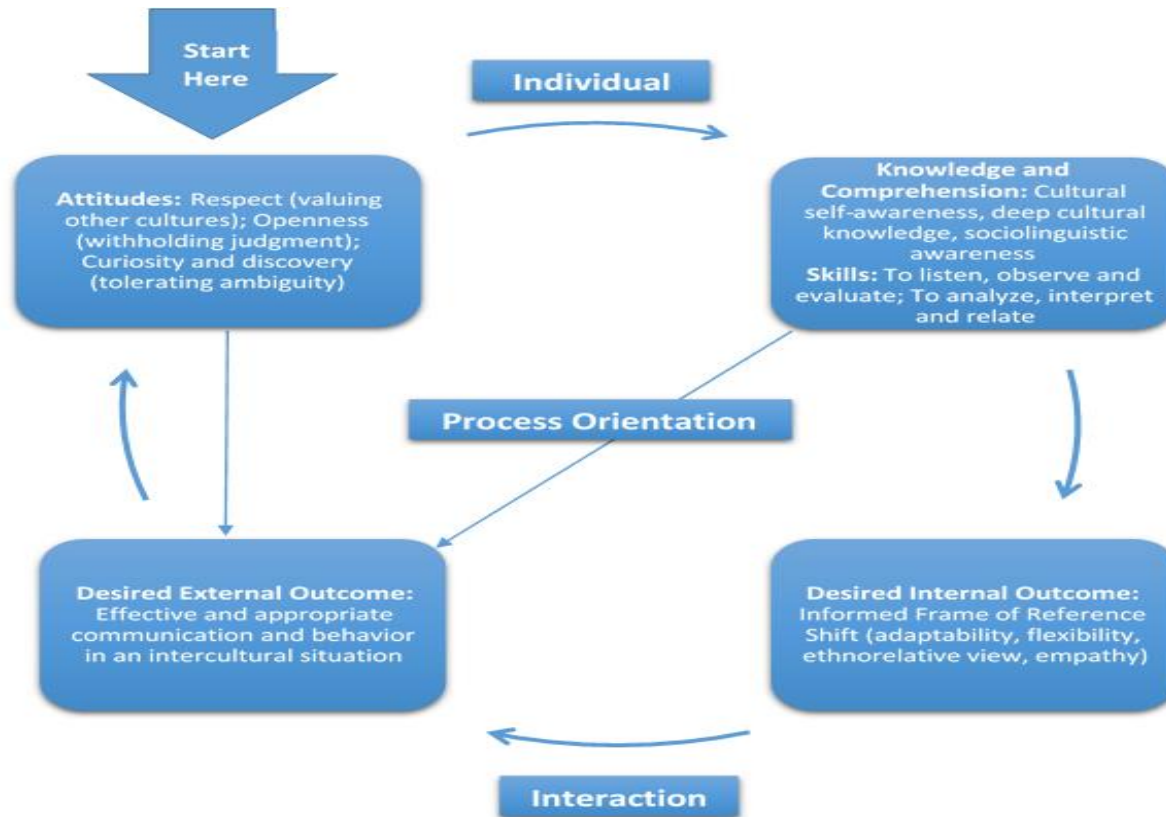 Start
Here
Individual
Attitudes: Respect (valuing
other cultures); Openness
(withholding judgment);
Curiosity and discovery
(tolerating ambiguity)
Knowledge and
Comprehension: Cultural
self-awareness, deep cultural
knowledge, sociolinguistic
awareness
Skills: To listen, observe and
evaluate; To analyze, interpret
and relate
Process Orientation
Desired External Outcome:
Effective and appropriate
communication and behavior
in an intercultural situation
Desired Internal Outcome:
Informed Frame of Reference
Shift (adaptability, flexibility,
ethnorelative view, empathy)
Interaction